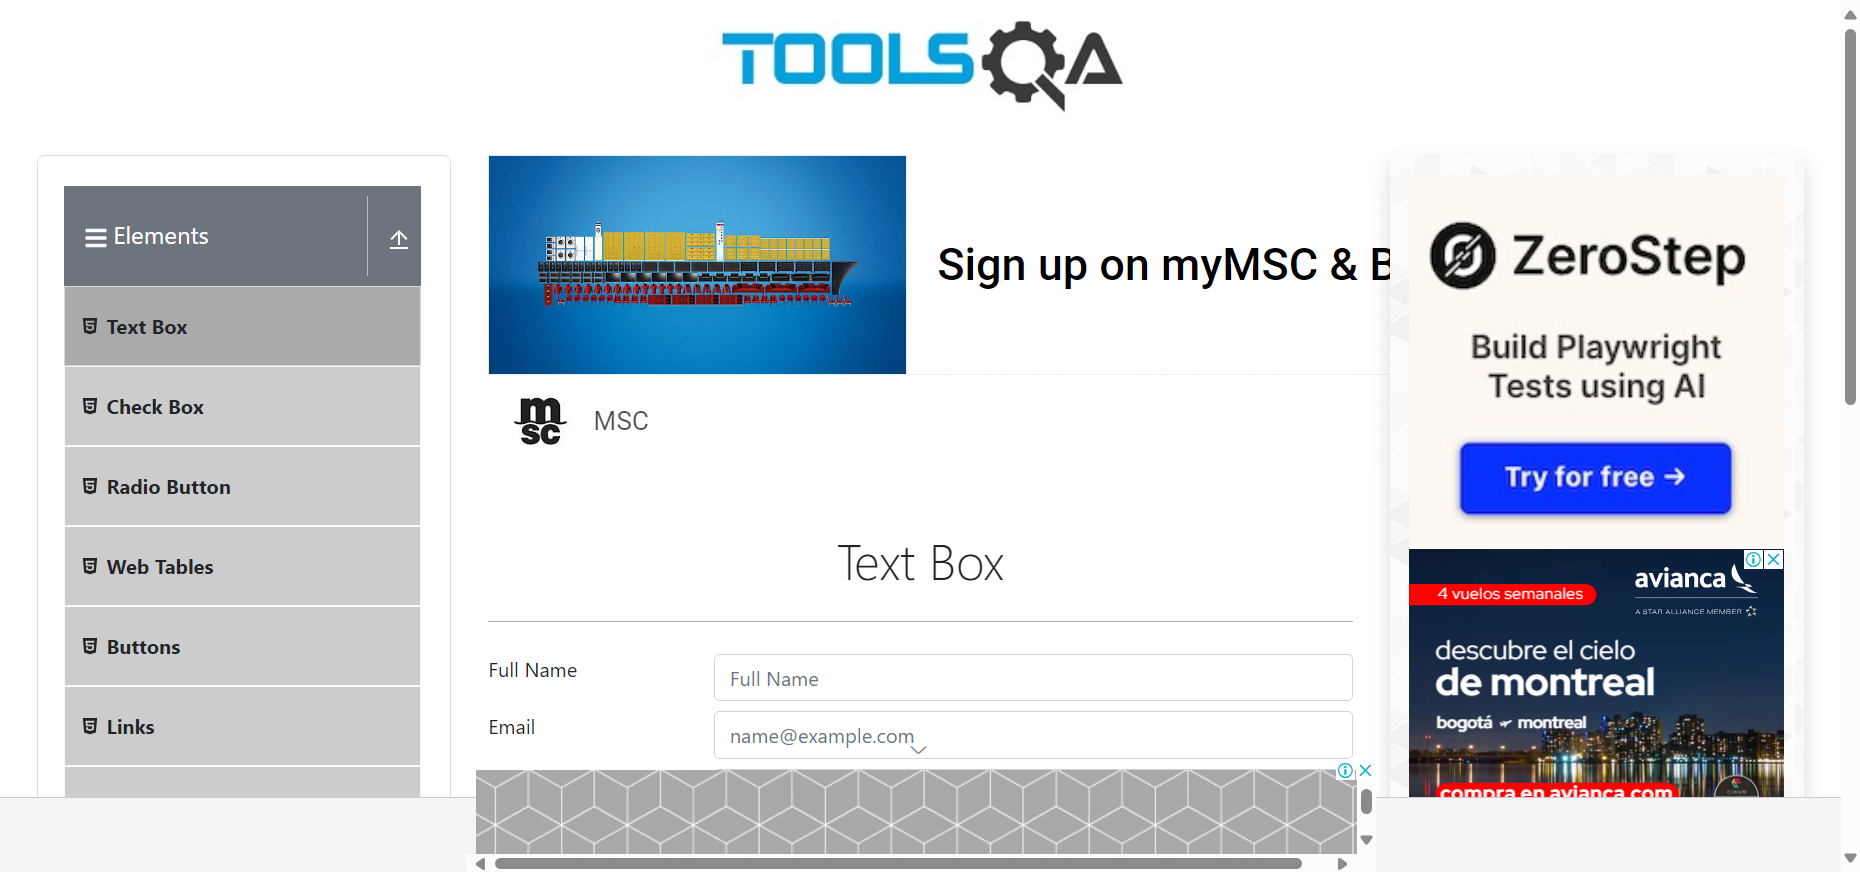 TOOLSQA
Elements
Text Box
Check Box
Radio Button
Web Tables
Buttons
Links
Sign up on myMSC & B
msc
MSC
Text Box
Full Name
Full Name
Email
name@example.com
ZeroStep
Build Playwright
Tests using AI
Try for free →
4 vuelos semanales
avianca
A STAR ALLIANCE MEMBER
descubre el cielo
de montreal
bogotá montreal
compra en avianca.com